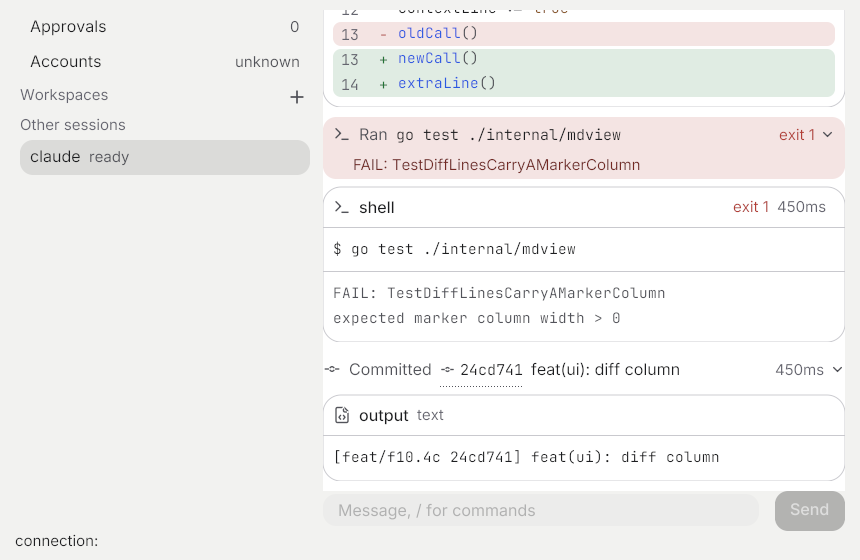 Approvals 0
Accounts unknown
Workspaces +
Other sessions
claude ready
connection:
13 - oldCall()
13 + newCall()
14 + extraLine()
>_ Ran go test ./internal/mdview exit 1
FAIL: TestDiffLinesCarryAMarkerColumn
>_ shell exit 1 450ms
$ go test ./internal/mdview
FAIL: TestDiffLinesCarryAMarkerColumn
expected marker column width > 0
Committed 24cd741 feat(ui): diff column 450ms
output text
[feat/f10.4c 24cd741] feat(ui): diff column
Message, / for commands
Send